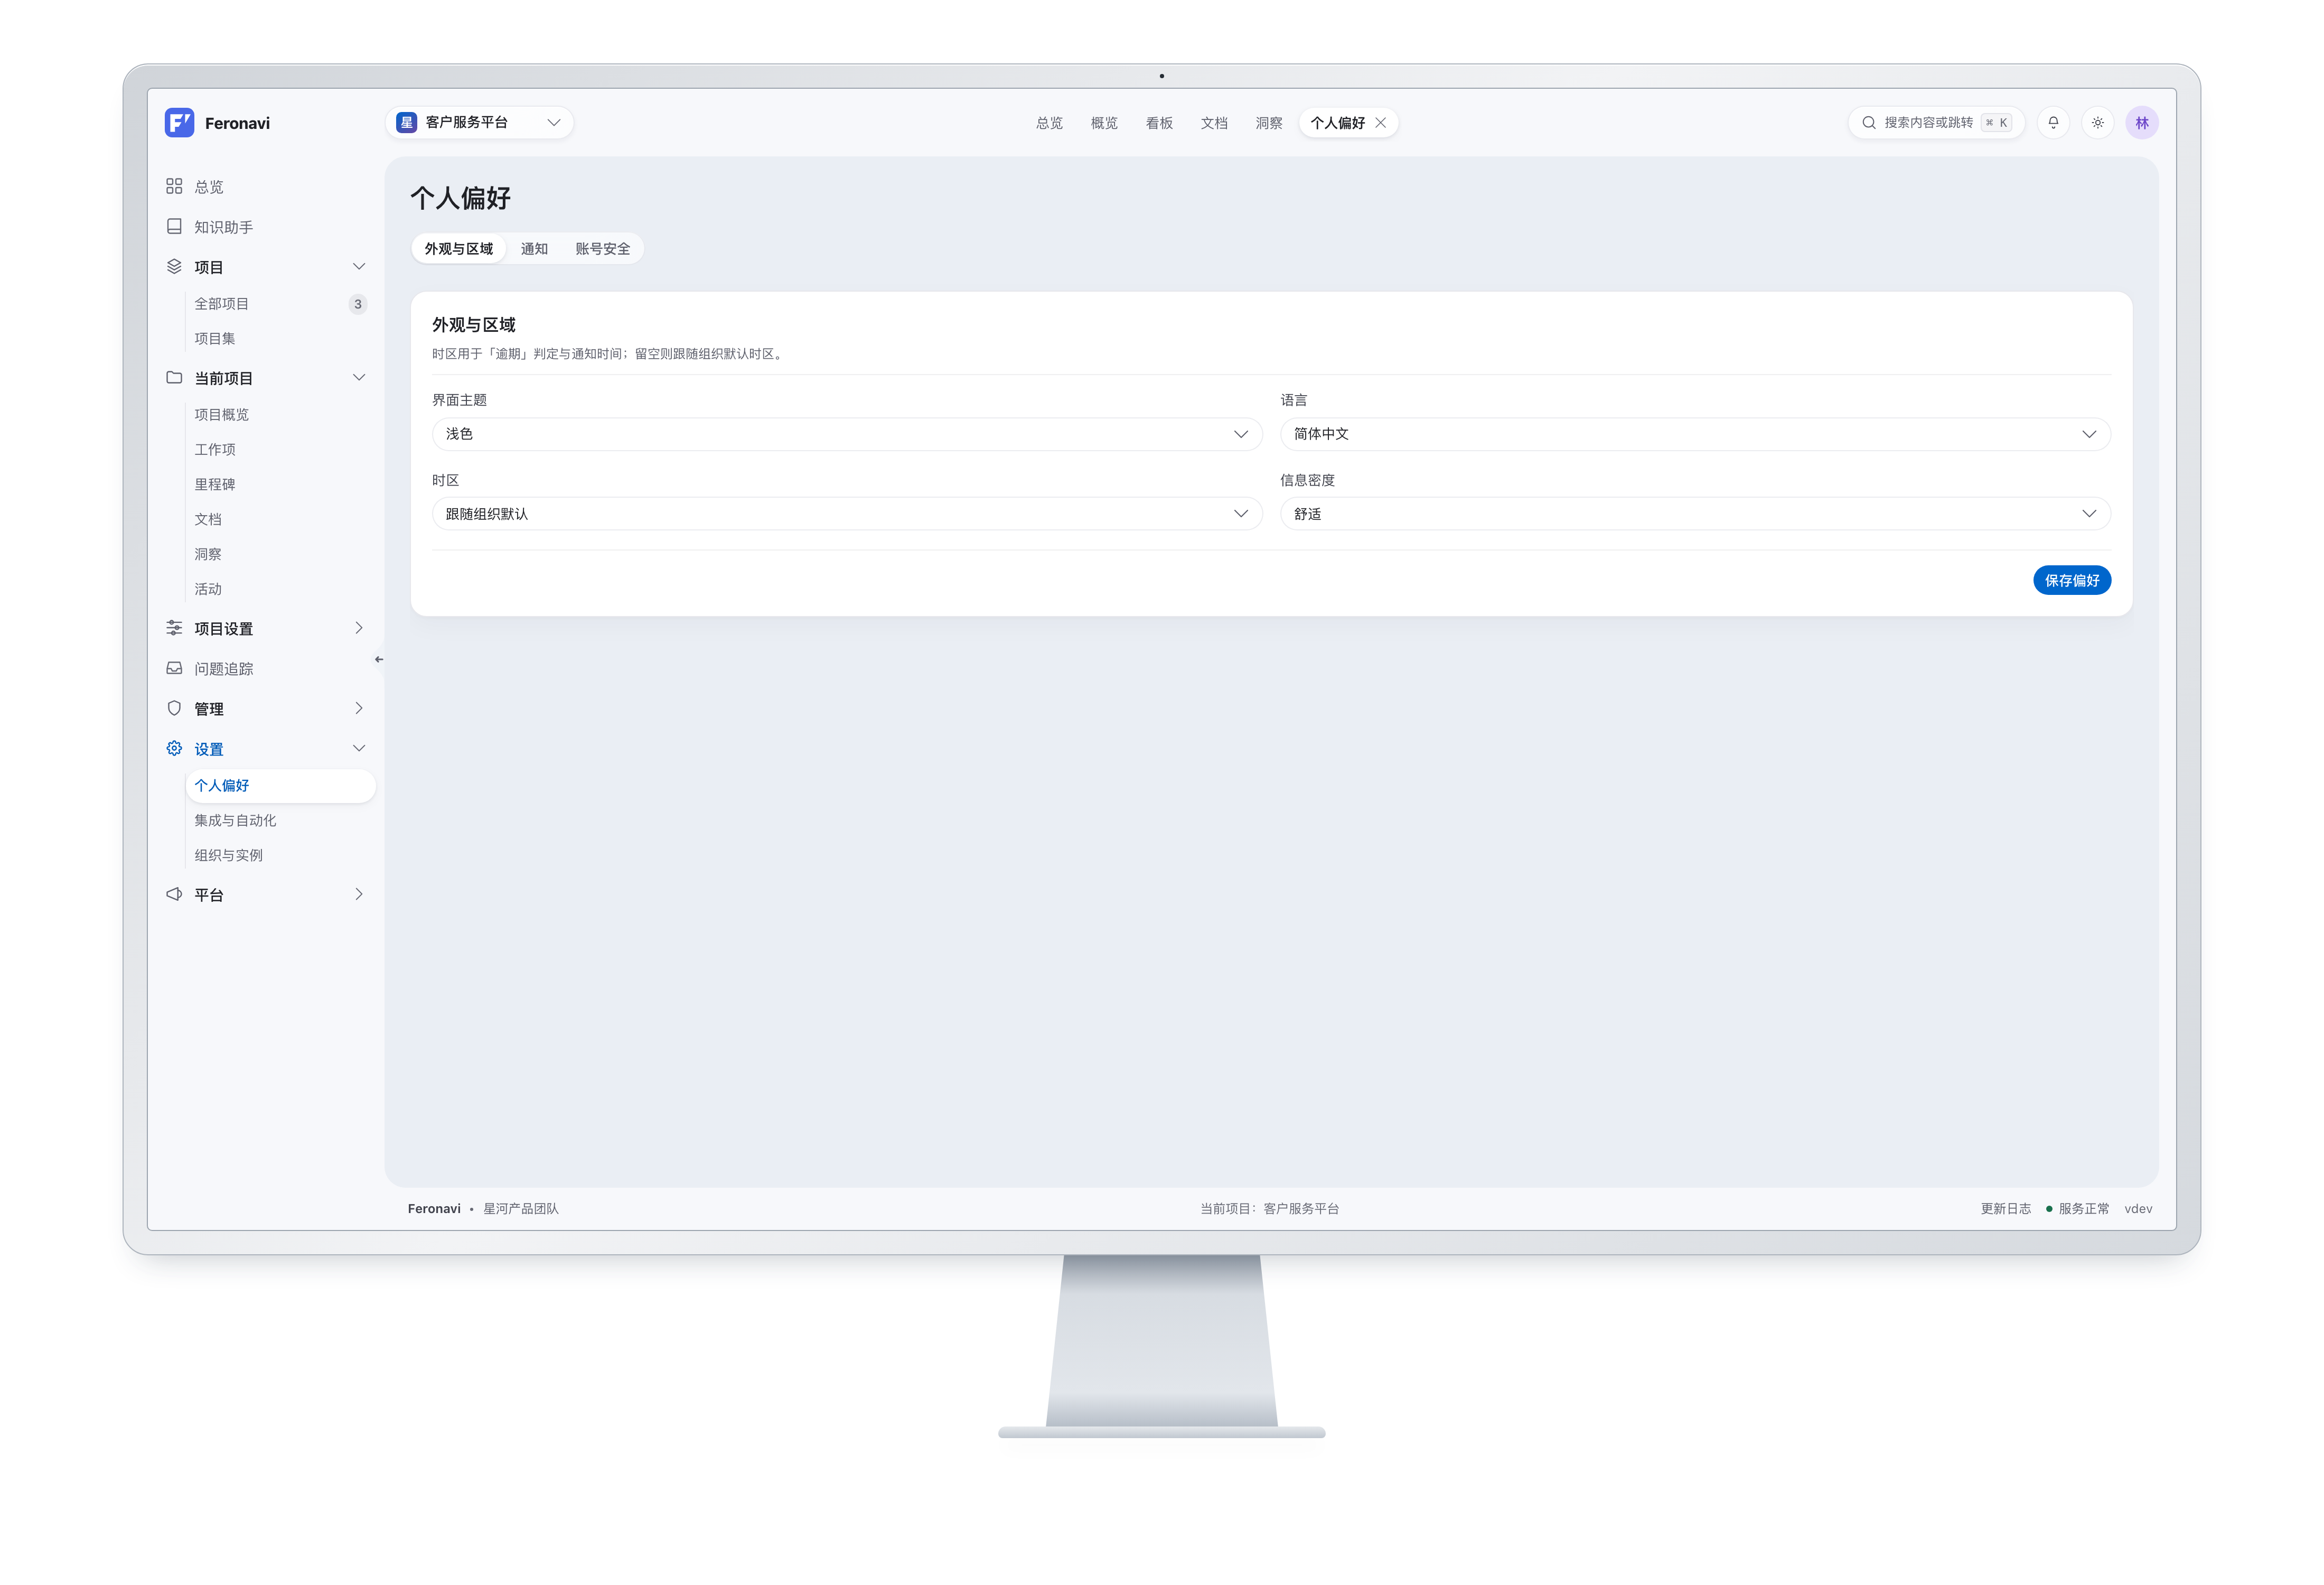 Feronavi
星 客户服务平台
总览 概览 看板 文档 洞察 个人偏好
搜索内容或跳转 ⌘ K
林
总览
知识助手
项目
全部项目 3
项目集
当前项目
项目概览
工作项
里程碑
文档
洞察
活动
项目设置
问题追踪
管理
设置
个人偏好
集成与自动化
组织与实例
平台
个人偏好
外观与区域 通知 账号安全
外观与区域
时区用于「逾期」判定与通知时间；留空则跟随组织默认时区。
界面主题
浅色
语言
简体中文
时区
跟随组织默认
信息密度
舒适
保存偏好
Feronavi • 星河产品团队
当前项目：客户服务平台
更新日志 服务正常 vdev